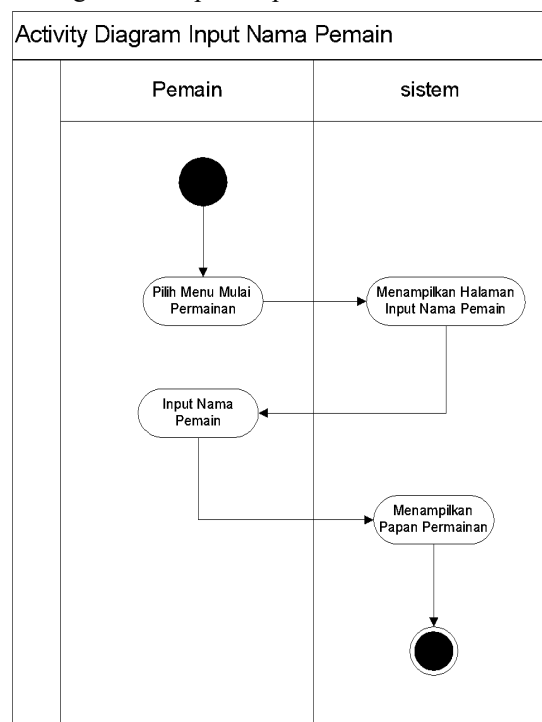 Activity Diagram Input Nama Pemain
Pemain
sistem
Pilih Menu Mulai
Permainan
Menampilkan Halaman
Input Nama Pemain
Input Nama
Pemain
Menampilkan
Papan Permainan